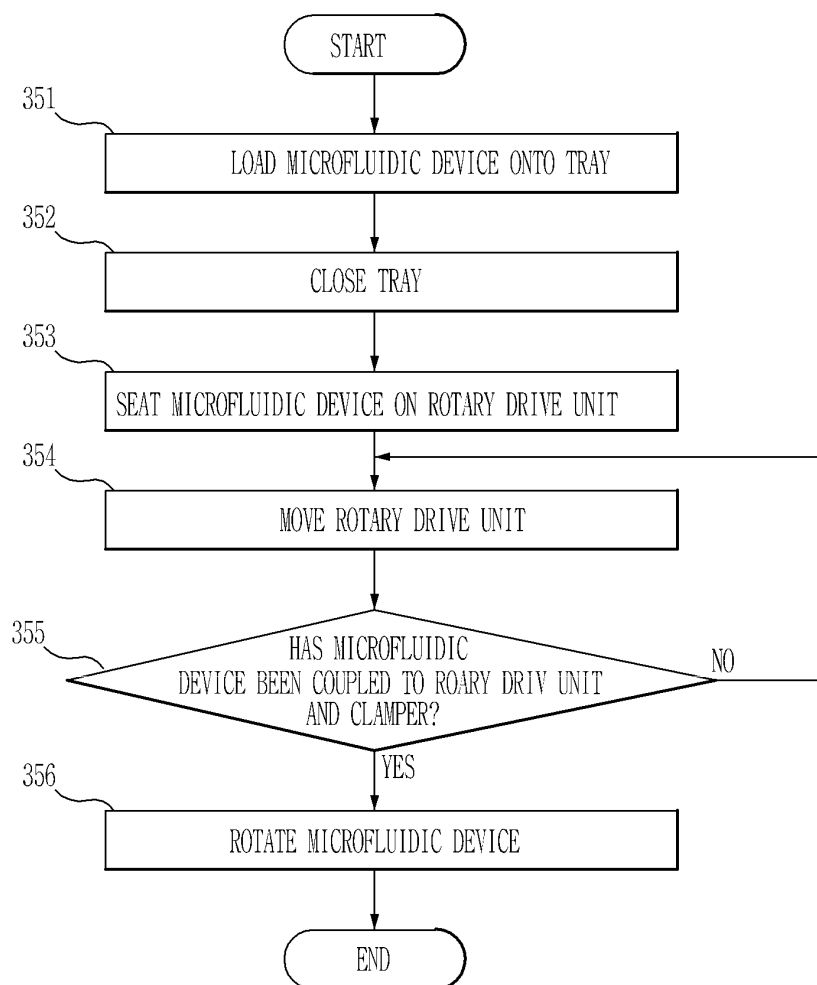 START
351
LOAD MICROFLUIDIC DEVICE ONTO TRAY
352
CLOSE TRAY
353
SEAT MICROFLUIDIC DEVICE ON ROTARY DRIVE UNIT
354
MOVE ROTARY DRIVE UNIT
355
HAS MICROFLUIDIC
DEVICE BEEN COUPLED TO ROARY DRIV UNIT
AND CLAMPER?
NO
YES
356
ROTATE MICROFLUIDIC DEVICE
END